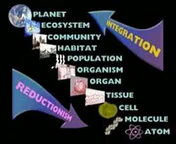 PLANET
ECOSYSTEM
COMMUNITY
HABITAT
POPULATION
ORGANISM
ORGAN
TISSUE
CELL
MOLECULE
ATOM
INTEGRATION
REDUCTIONISM